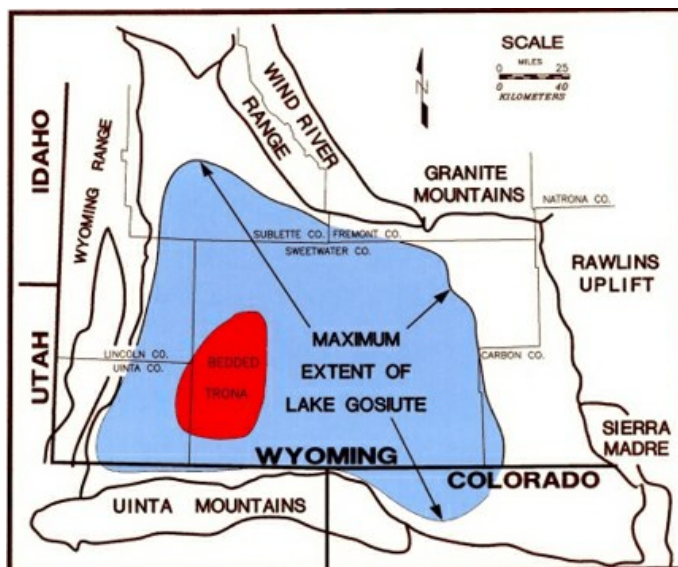 SCALE
MILES
0 25
0 40
KILOMETERS
N
WIND RIVER
RANGE
GRANITE
MOUNTAINS
NATRONA CO.
IDAHO
WYOMING RANGE
SUBLETTE CO. FREMONT CO.
SWEETWATER CO.
RAWLINS
UPLIFT
UTAH
LINCOLN CO.
UINTA CO.
BEDDED
TRONA
MAXIMUM
EXTENT OF
LAKE GOSIUTE
CARBON CO.
SIERRA
MADRE
WYOMING
COLORADO
UINTA MOUNTAINS